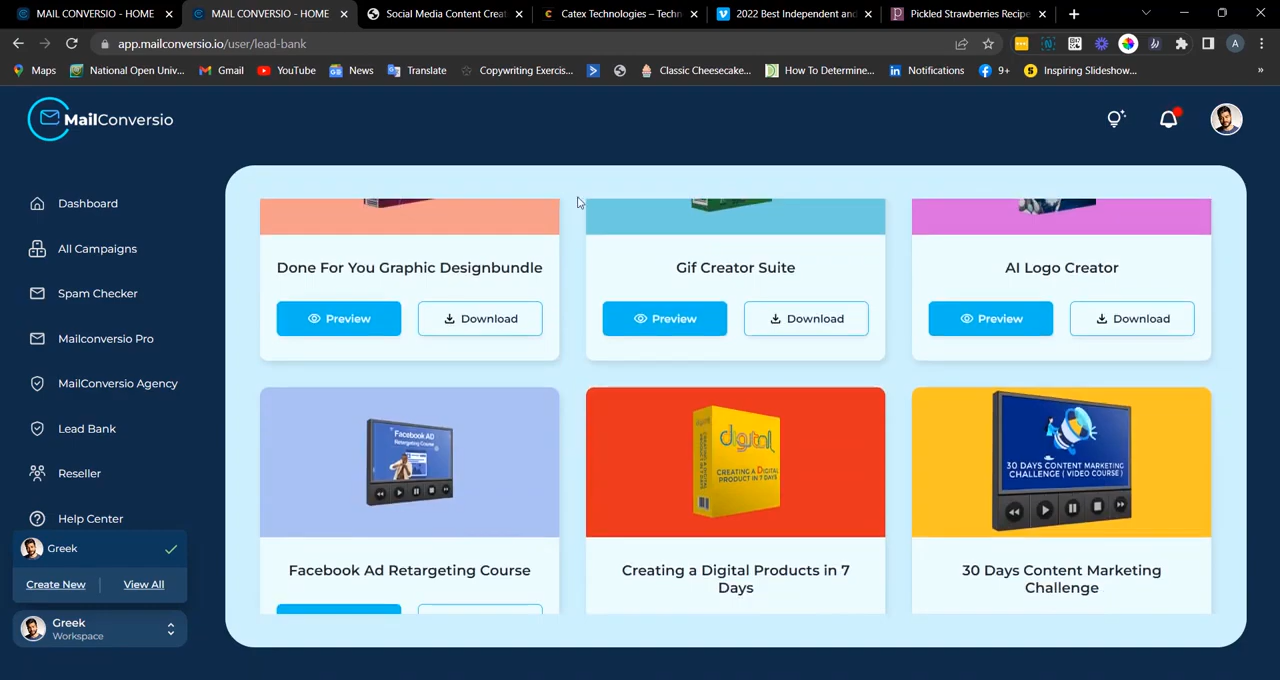 MAIL CONVERSIO - HOME
MAIL CONVERSIO - HOME
Social Media Content Creat
Catex Technologies – Techn
2022 Best Independent and
Pickled Strawberries Recipe
app.mailconversio.io/user/lead-bank
A
Maps
National Open Univ...
Gmail
YouTube
News
Translate
Copywriting Exercis...
Classic Cheesecake...
How To Determine...
Notifications
9+
Inspiring Slideshow...
»
MailConversio
Dashboard
All Campaigns
Spam Checker
Mailconversio Pro
MailConversio Agency
Lead Bank
Reseller
Help Center
Greek
Create New
View All
Greek
Workspace
Done For You Graphic Designbundle
Preview
Download
Gif Creator Suite
Preview
Download
AI Logo Creator
Preview
Download
Facebook AD
Retargeting Course
Facebook Ad Retargeting Course
digital
CREATING A DIGITAL
PRODUCT IN 7 DAYS
Creating a Digital Products in 7
Days
30 DAYS CONTENT MARKETING
CHALLENGE ( VIDEO COURSE )
30 Days Content Marketing
Challenge